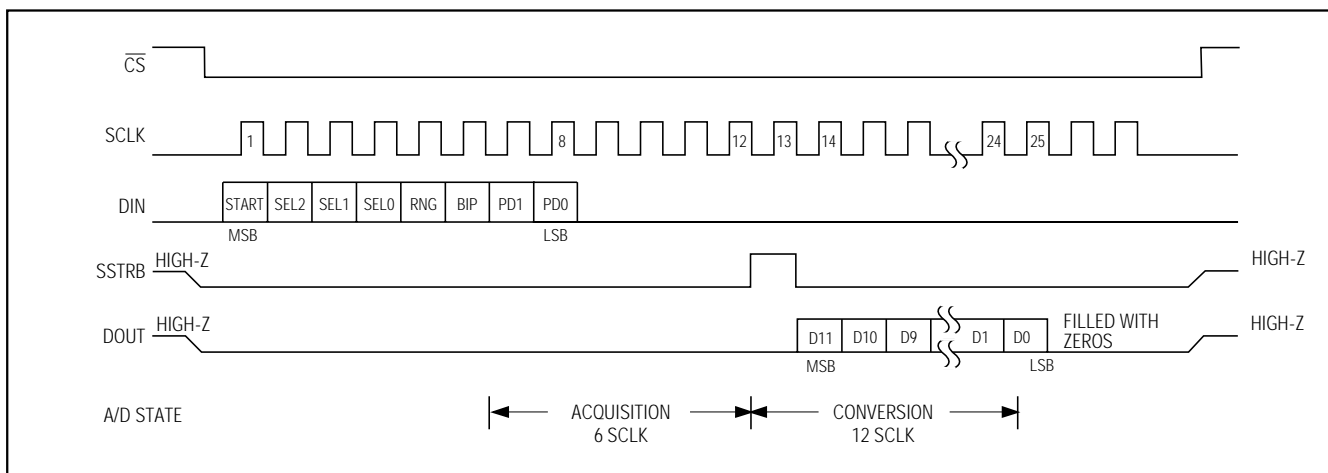 CS
SCLK 1 8 12 13 14 24 25
DIN START SEL2 SEL1 SEL0 RNG BIP PD1 PD0
MSB LSB
SSTRB HIGH-Z HIGH-Z
DOUT HIGH-Z D11 D10 D9 D1 D0 FILLED WITH ZEROS HIGH-Z
MSB LSB
A/D STATE ACQUISITION 6 SCLK CONVERSION 12 SCLK